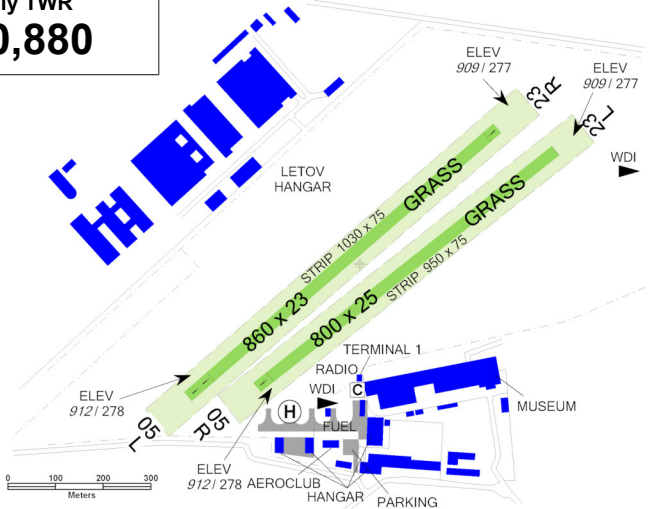 ly TWR
0,880
ELEV
909 / 277
ELEV
909 / 277
23
R
23
L
WDI
LETOV
HANGAR
GRASS
GRASS
STRIP 1030 x 75
STRIP 950 x 75
860 x 23
800 x 25
TERMINAL 1
RADIO
WDI
C
H
FUEL
MUSEUM
ELEV
912 / 278
05
L
05
R
ELEV
912 / 278
AEROCLUB
HANGAR
PARKING
0 100 200 300
Meters